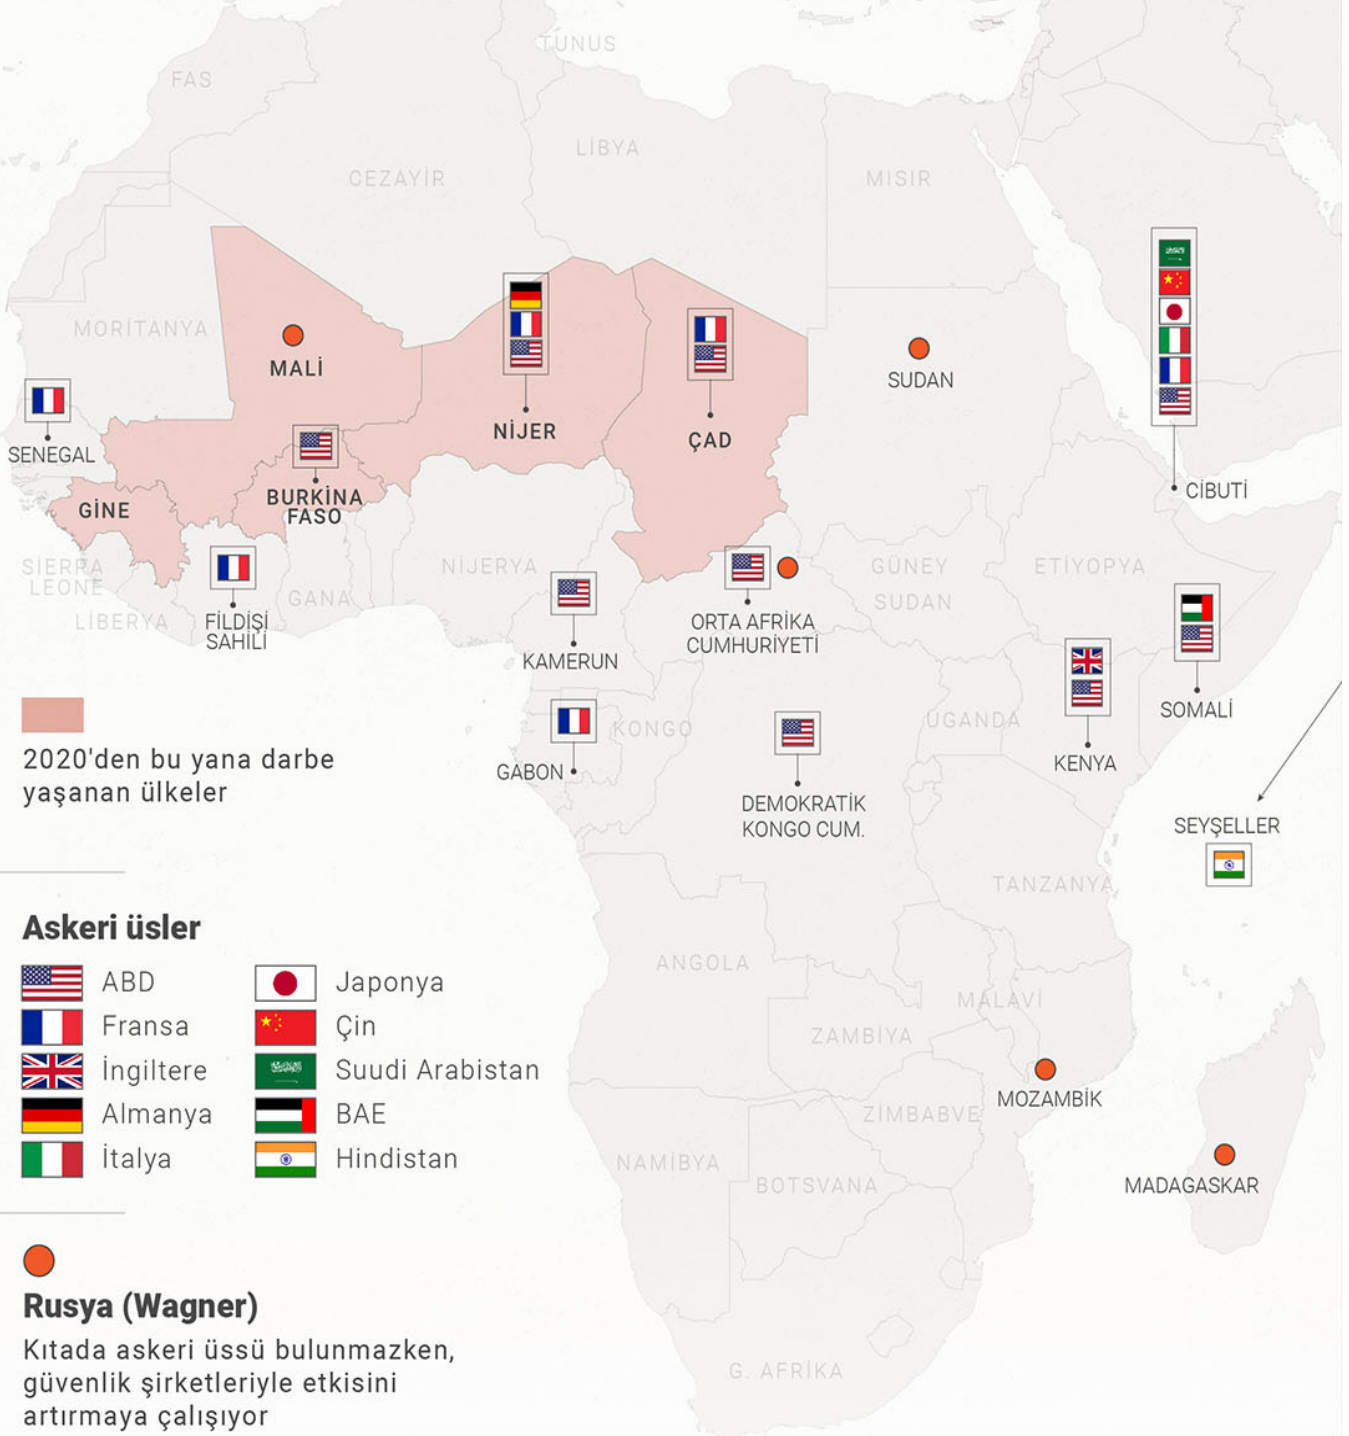 TUNUS
FAS
LİBYA
CEZAYİR
MISIR
MORİTANYA
MALİ
SUDAN
NİJER
ÇAD
SENEGAL
CİBUTİ
BURKİNA
FASO
GİNE
SİERRA
LEONE
LİBERYA
FİLDİŞİ
SAHİLİ
GANA
NİJERYA
KAMERUN
ORTA AFRİKA
CUMHURİYETİ
GÜNEY
SUDAN
ETİYOPYA
SOMALİ
UGANDA
KENYA
KONGO
GABON
DEMOKRATİK
KONGO CUM.
SEYŞELLER
TANZANYA
ANGOLA
MALAVİ
ZAMBİYA
MOZAMBİK
ZİMBABVE
NAMİBYA
BOTSVANA
MADAGASKAR
G. AFRİKA
2020'den bu yana darbe
yaşanan ülkeler
Askeri üsler
ABD
Fransa
İngiltere
Almanya
İtalya
Japonya
Çin
Suudi Arabistan
BAE
Hindistan
Rusya (Wagner)
Kıtada askeri üssü bulunmazken,
güvenlik şirketleriyle etkisini
artırmaya çalışıyor